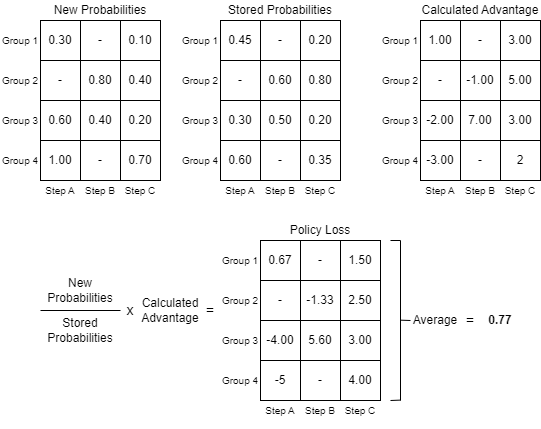 New Probabilities
Group 1 0.30 - 0.10
Group 2 - 0.80 0.40
Group 3 0.60 0.40 0.20
Group 4 1.00 - 0.70
Step A Step B Step C
Stored Probabilities
Group 1 0.45 - 0.20
Group 2 - 0.60 0.80
Group 3 0.30 0.50 0.20
Group 4 0.60 - 0.35
Step A Step B Step C
Calculated Advantage
Group 1 1.00 - 3.00
Group 2 - -1.00 5.00
Group 3 -2.00 7.00 3.00
Group 4 -3.00 - 2
Step A Step B Step C
New
Probabilities
Stored
Probabilities
x
Calculated
Advantage
=
Policy Loss
Group 1 0.67 - 1.50
Group 2 - -1.33 2.50
Group 3 -4.00 5.60 3.00
Group 4 -5 - 4.00
Step A Step B Step C
Average = 0.77